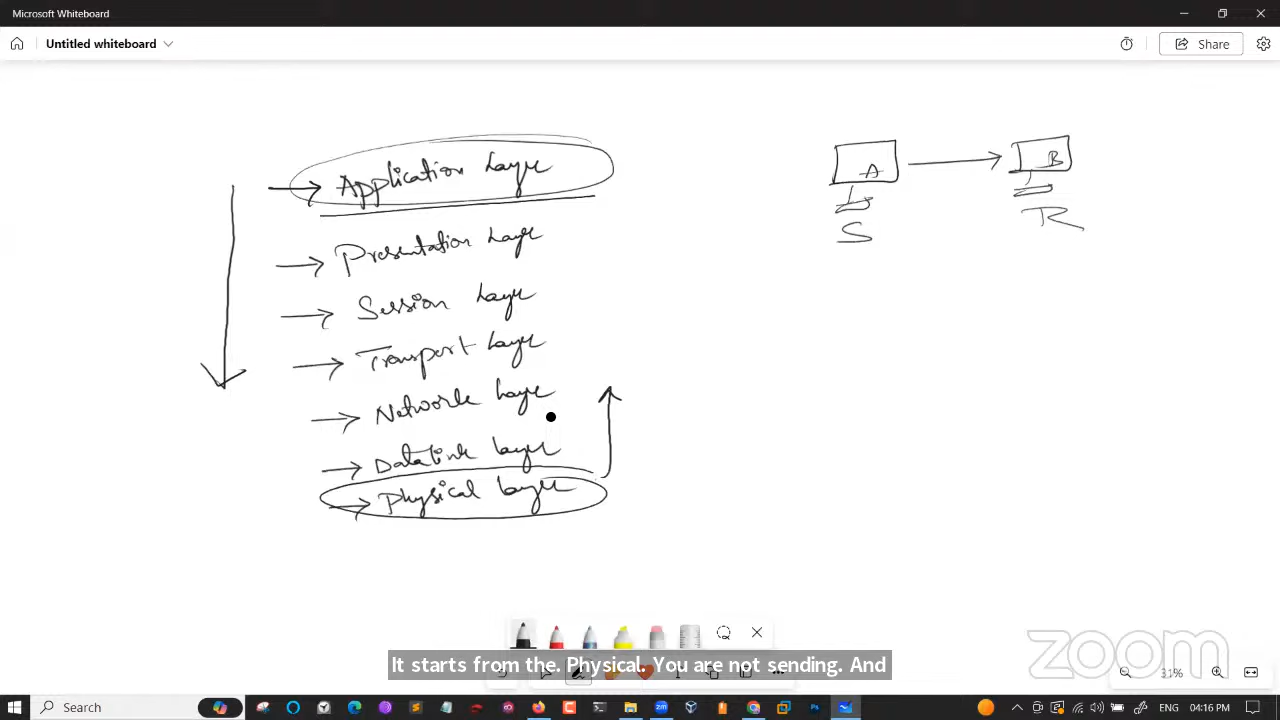 Microsoft Whiteboard
Untitled whiteboard
Share
Application Layer
Presentation Layer
Session Layer
Transport Layer
Network Layer
Datalink layer
Physical layer
A
B
S
R
It starts from the. Physical. You are not sending. And
zoom
31%
Search
ENG
04:16 PM